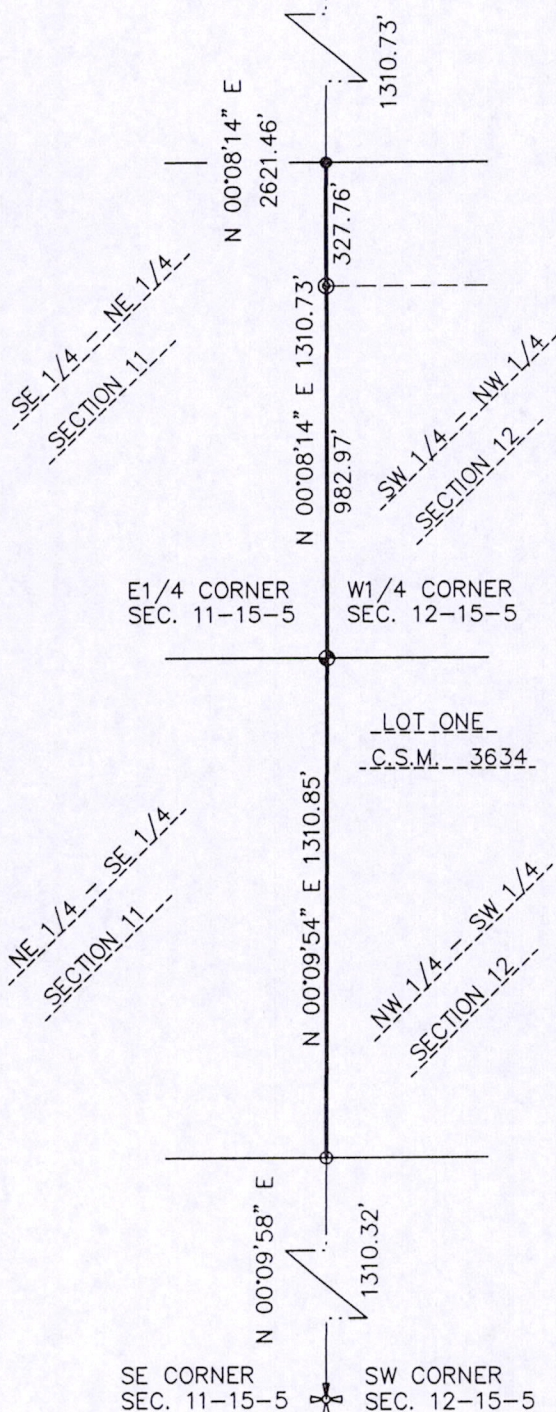 1310.73'
N 00°08'14" E
2621.46'
327.76'
SE 1/4 - NE 1/4
SECTION 11
N 00°08'14" E 1310.73'
982.97'
SW 1/4 - NW 1/4
SECTION 12
E1/4 CORNER
SEC. 11-15-5
W1/4 CORNER
SEC. 12-15-5
LOT ONE
C.S.M. 3634
N 00°09'54" E 1310.85'
NE 1/4 - SE 1/4
SECTION 11
NW 1/4 - SW 1/4
SECTION 12
N 00°09'58" E
1310.32'
SE CORNER
SEC. 11-15-5
SW CORNER
SEC. 12-15-5